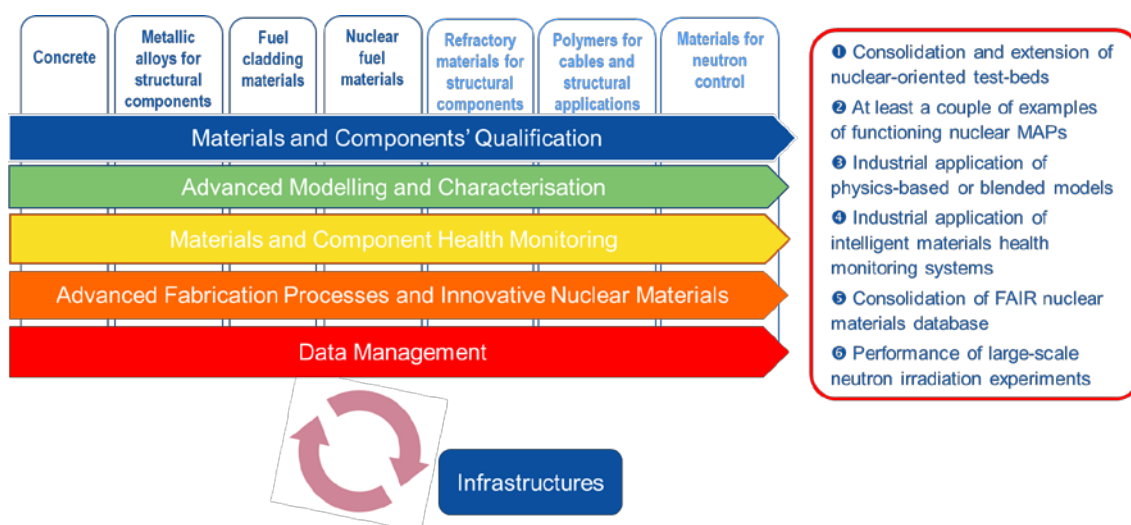 Concrete
Metallic
alloys for
structural
components
Fuel
cladding
materials
Nuclear
fuel
materials
Refractory
materials for
structural
components
Polymers for
cables and
structural
applications
Materials for
neutron
control
Materials and Components' Qualification
Advanced Modelling and Characterisation
Materials and Component Health Monitoring
Advanced Fabrication Processes and Innovative Nuclear Materials
Data Management
Infrastructures
❶ Consolidation and extension of
nuclear-oriented test-beds
❷ At least a couple of examples
of functioning nuclear MAPs
❸ Industrial application of
physics-based or blended models
❹ Industrial application of
intelligent materials health
monitoring systems
❺ Consolidation of FAIR nuclear
materials database
❻ Performance of large-scale
neutron irradiation experiments